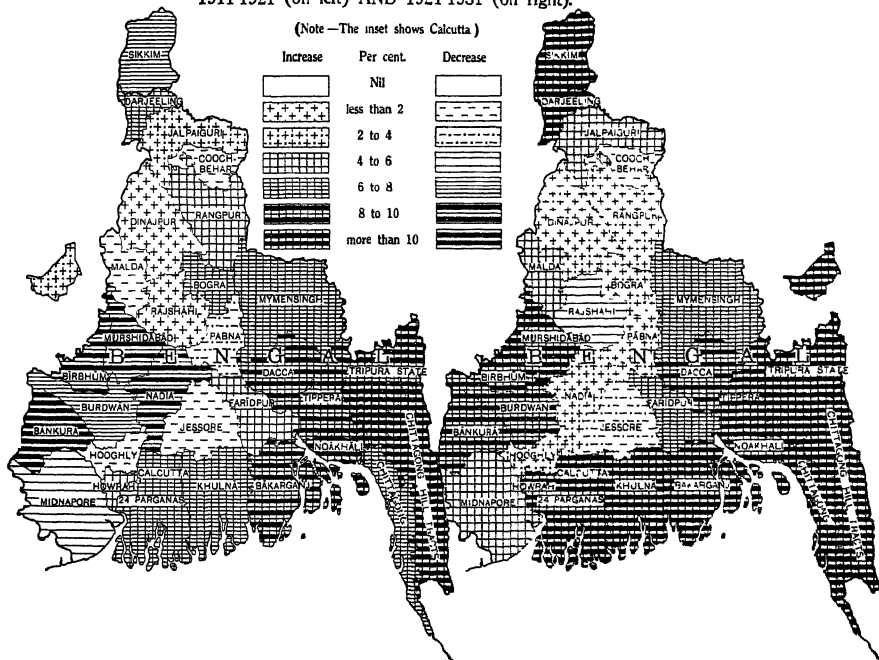 1911-1921 (on left) AND 1921-1931 (on right).
(Note—The inset shows Calcutta)
Increase Per cent. Decrease
Nil
less than 2
2 to 4
4 to 6
6 to 8
8 to 10
more than 10
SIKKIM
DARJEELING
JALPAIGURI
COOCH
BEHAR
RANGPUR
DINAJPUR
MALDA
BOGRA
RAJSHAHI
MYMENSINGH
PABNA
MURSHIDABAD
BENGAL
BIRBHUM
DACCA
TRIPURA STATE
BURDWAN
NADIA
FARIDPUR
TIPPERA
BANKURA
JESSORE
HOOGHLY
NOAKHALI
CALCUTTA
HOWRAH
MIDNAPORE
24 PARGANAS
KHULNA
BAKARGANJ
CHITTAGONG
CHITTAGONG HILL TRACTS
SIKKIM
DARJEELING
JALPAIGURI
COOCH
BEHAR
DINAJPUR
RANGPUR
MALDA
BOGRA
RAJSHAHI
MYMENSINGH
MURSHIDABAD
PABNA
BENGAL
BIRBHUM
DACCA
TRIPURA STATE
BURDWAN
NADIA
FARIDPUR
TIPPERA
BANKURA
JESSORE
NOAKHALI
HOOGHLY
CALCUTTA
HOWRAH
MIDNAPORE
24 PARGANAS
KHULNA
BAKARGANJ
CHITTAGONG
CHITTAGONG HILL TRACTS